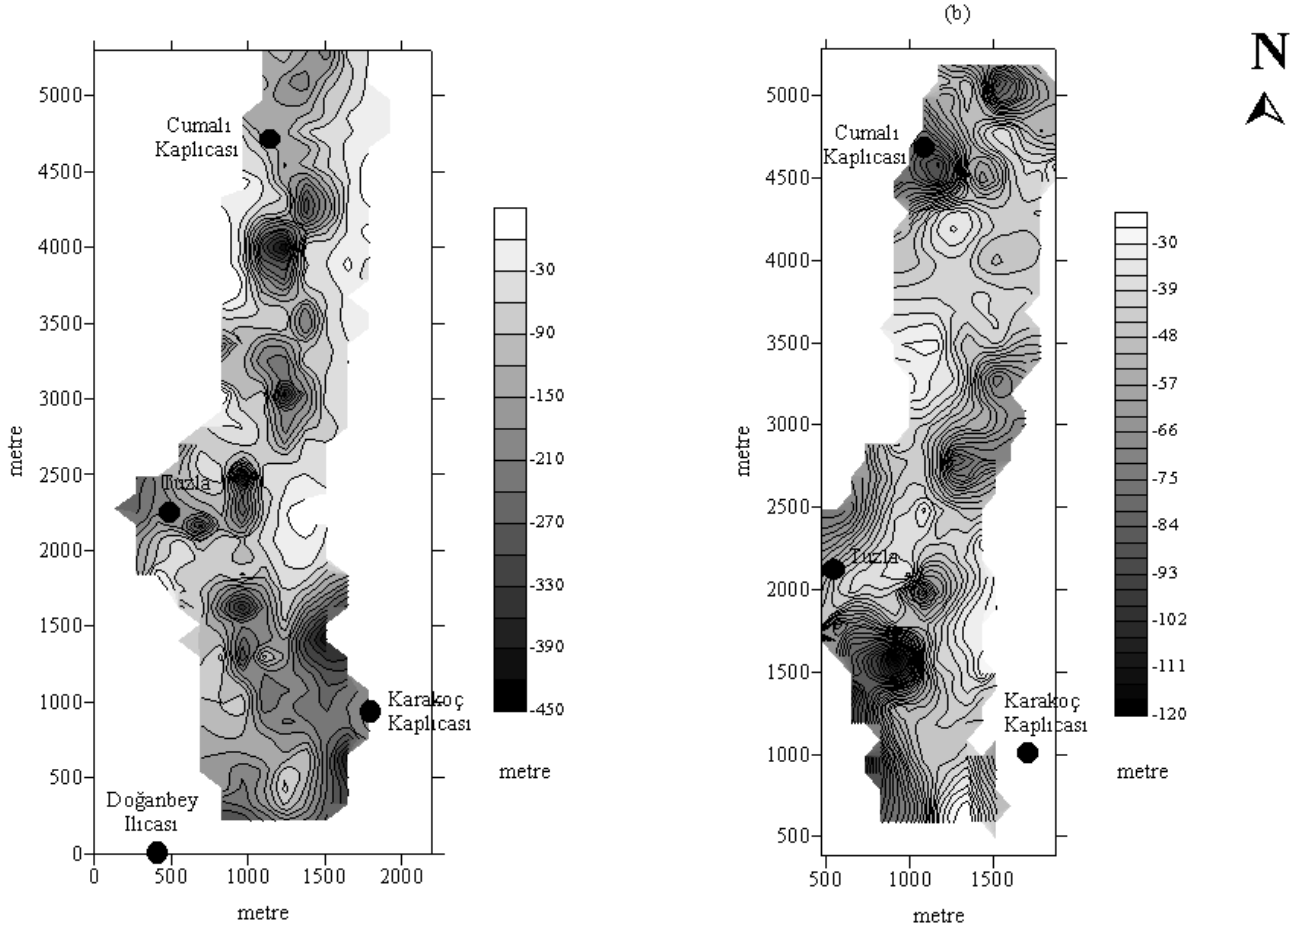 (b)
N
5000
4500
4000
3500
3000
2500
2000
1500
1000
500
0
metre
Cumalı
Kaplıcası
Tuzla
Karakoç
Kaplıcası
Doğanbey
Ilıcası
0 500 1000 1500 2000
metre
-30
-90
-150
-210
-270
-330
-390
-450
metre
5000
4500
4000
3500
3000
2500
2000
1500
1000
500
metre
Cumalı
Kaplıcası
Tuzla
Karakoç
Kaplıcası
500 1000 1500
metre
-30
-39
-48
-57
-66
-75
-84
-93
-102
-111
-120
metre